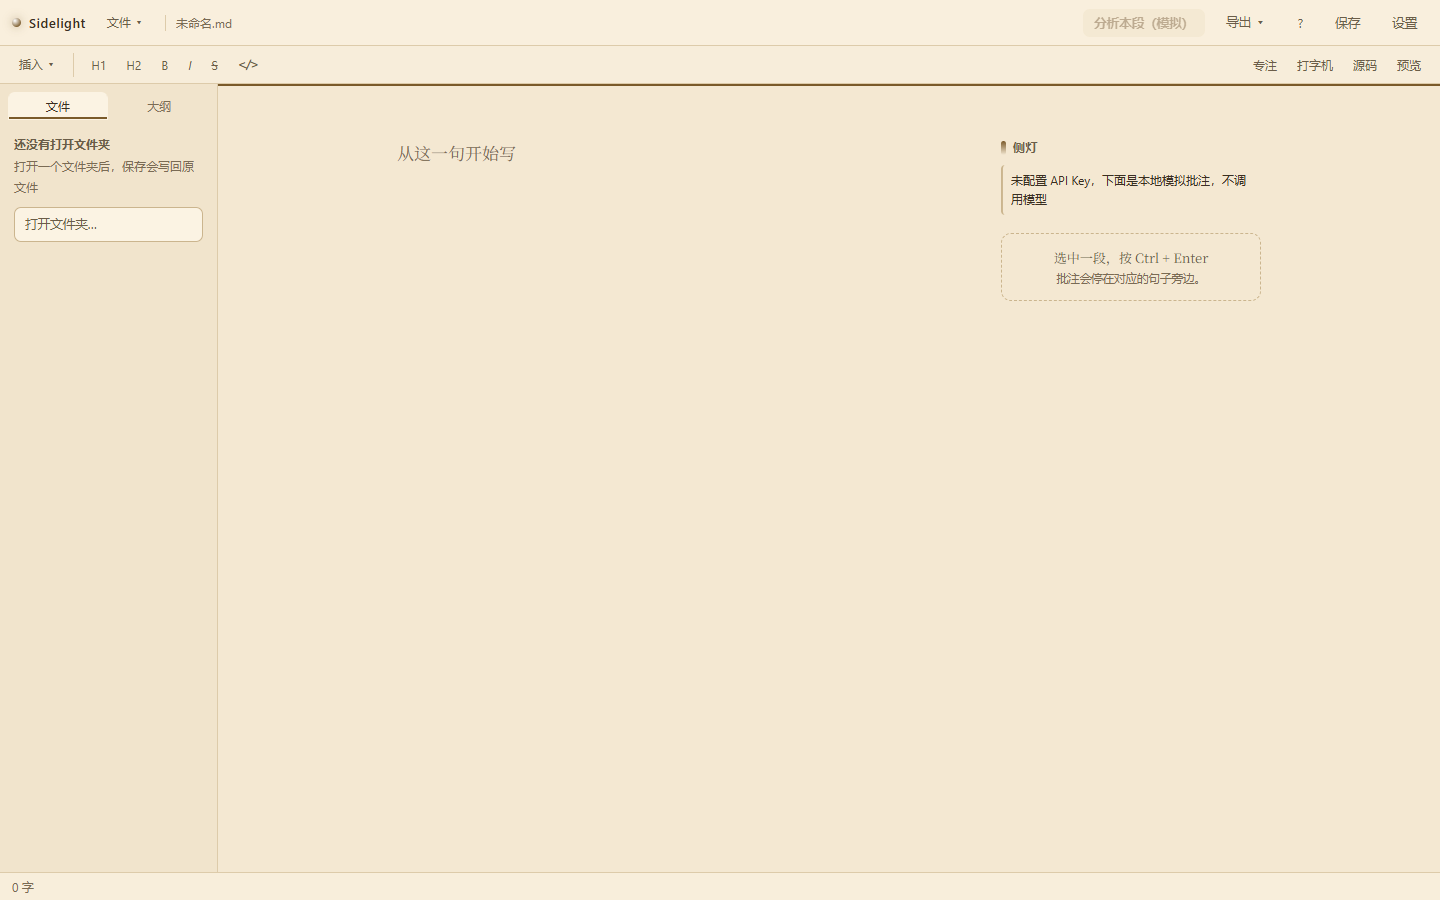 Sidelight 文件 未命名.md 分析本段（模拟） 导出 ? 保存 设置
插入 H1 H2 B I S </> 专注 打字机 源码 预览
文件 大纲
还没有打开文件夹
打开一个文件夹后，保存会写回原
文件
打开文件夹...
从这一句开始写
侧灯
未配置 API Key，下面是本地模拟批注，不调
用模型
选中一段，按 Ctrl + Enter
批注会停在对应的句子旁边。
0 字